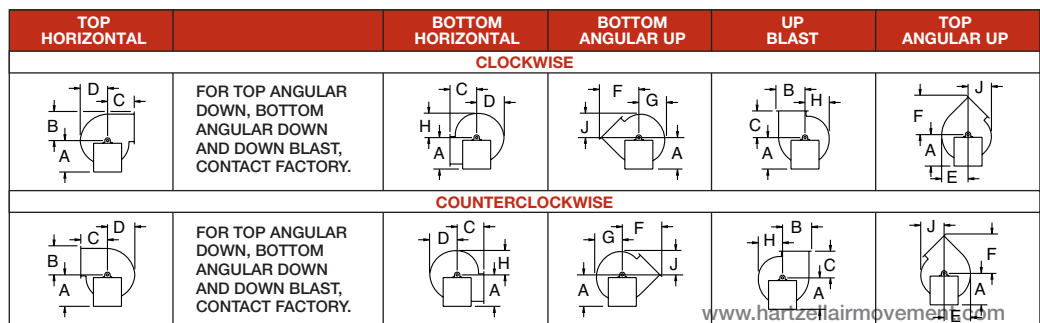 TOP HORIZONTAL
BOTTOM HORIZONTAL
BOTTOM ANGULAR UP
UP BLAST
TOP ANGULAR UP
CLOCKWISE
D C B A
FOR TOP ANGULAR
DOWN, BOTTOM
ANGULAR DOWN
AND DOWN BLAST,
CONTACT FACTORY.
C D H A
F G J A
B H C A
J F A E
COUNTERCLOCKWISE
D C B A
FOR TOP ANGULAR
DOWN, BOTTOM
ANGULAR DOWN
AND DOWN BLAST,
CONTACT FACTORY.
C D H A
F G J A
B H C A
J F A E
www.hartzellairmovement.com